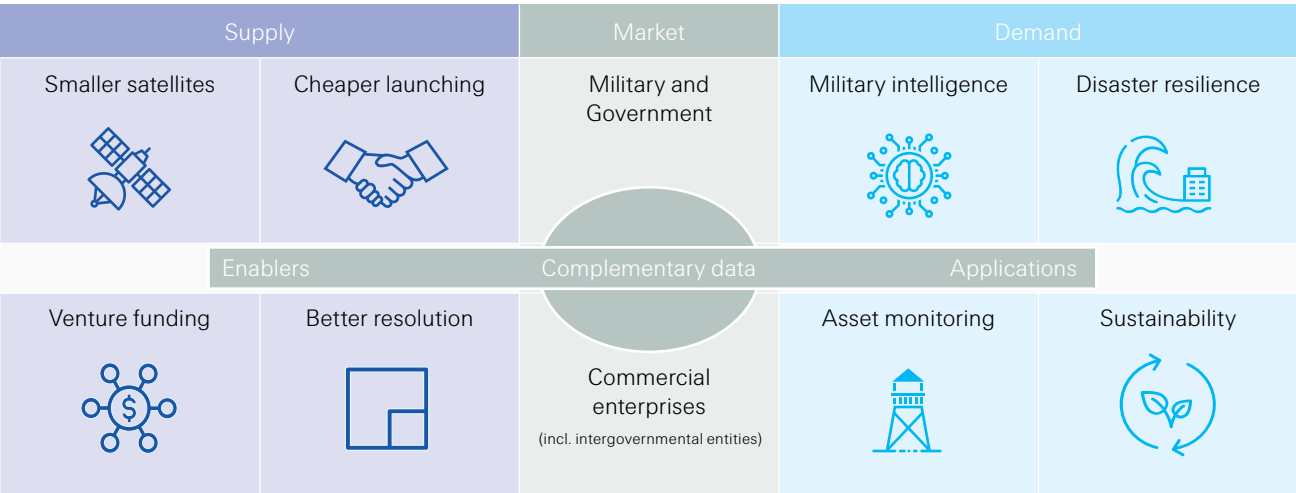 Supply
Market
Demand
Smaller satellites
Cheaper launching
Military and
Government
Military intelligence
Disaster resilience
Enablers
Complementary data
Applications
Venture funding
Better resolution
$
Commercial
enterprises
(incl. intergovernmental entities)
Asset monitoring
Sustainability